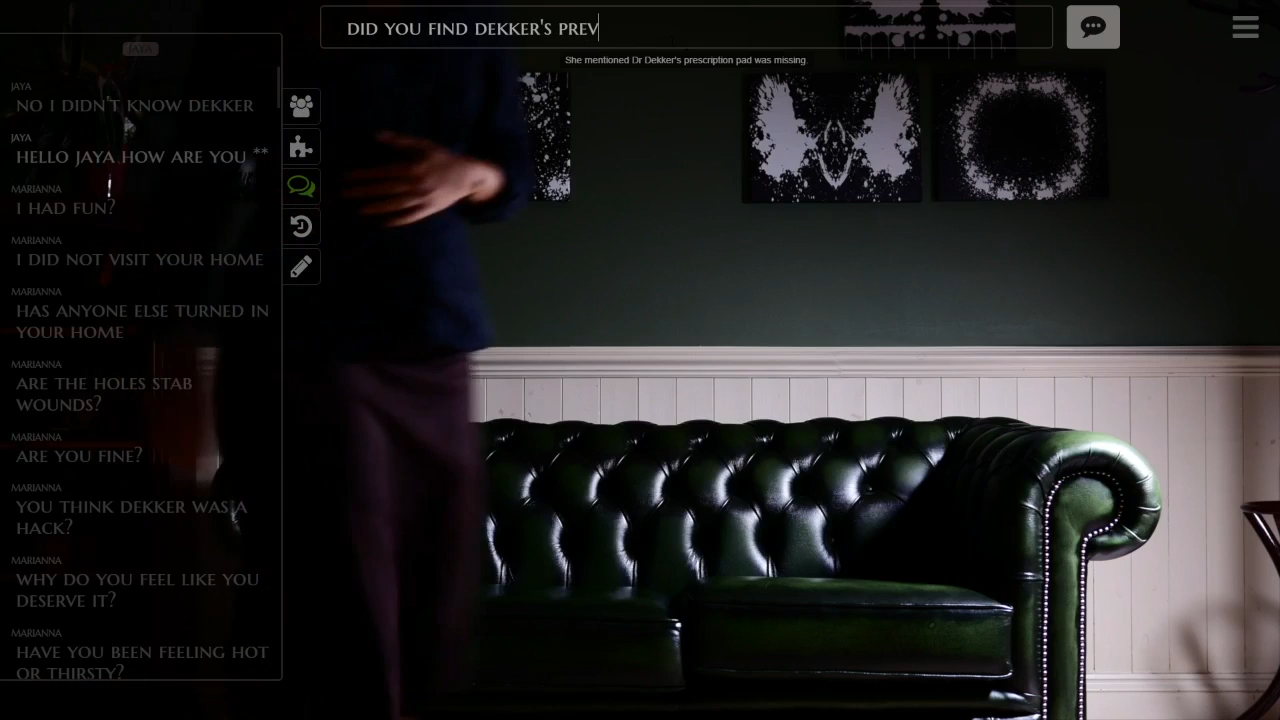 DID YOU FIND DEKKER'S PREV
She mentioned Dr Dekker's prescription pad was missing.
JAYA
JAYA
NO I DIDN'T KNOW DEKKER
JAYA
HELLO JAYA HOW ARE YOU **
MARIANNA
I HAD FUN?
MARIANNA
I DID NOT VISIT YOUR HOME
MARIANNA
HAS ANYONE ELSE TURNED IN
YOUR HOME
MARIANNA
ARE THE HOLES STAB
WOUNDS?
MARIANNA
ARE YOU FINE?
MARIANNA
YOU THINK DEKKER WAS A
HACK?
MARIANNA
WHY DO YOU FEEL LIKE YOU
DESERVE IT?
MARIANNA
HAVE YOU BEEN FEELING HOT
OR THIRSTY?